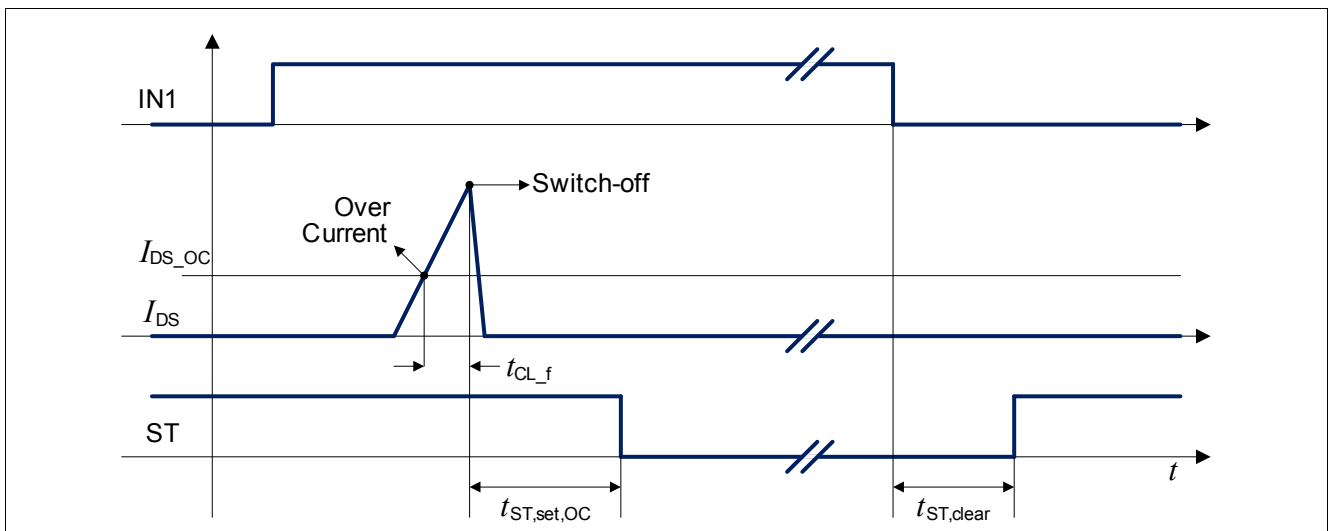 IN1
Switch-off
Over
Current
I_DS_OC
I_DS
t_CL_f
ST
t
t_ST,set,OC
t_ST,clear